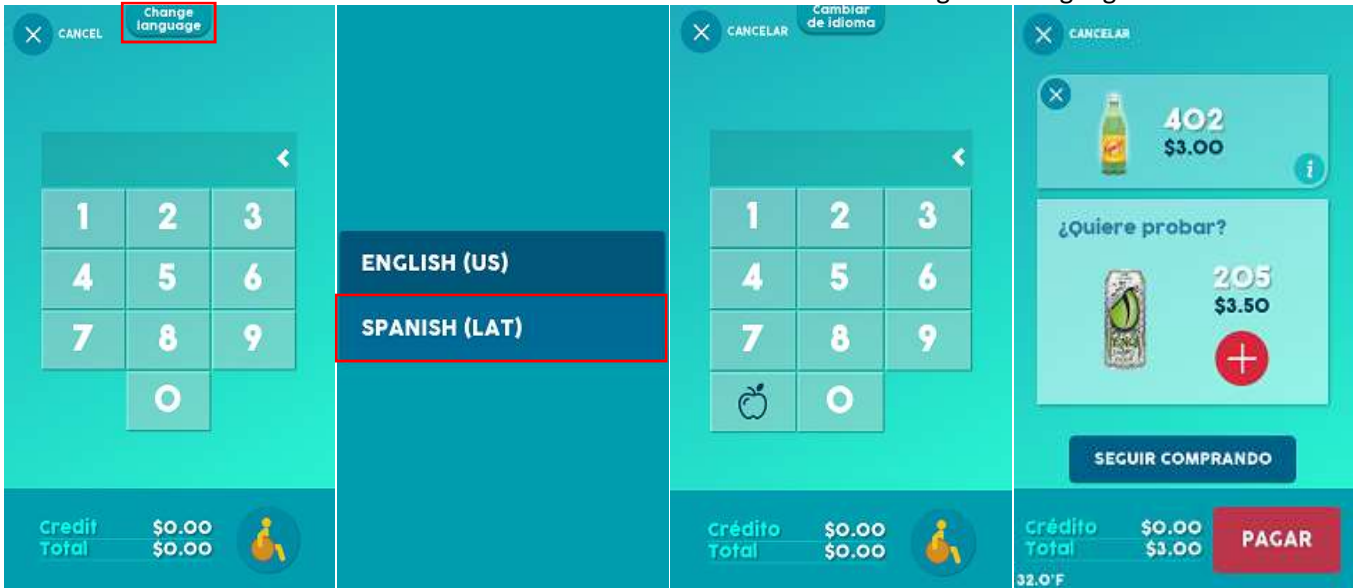 CANCEL
Change
language
1 2 3
4 5 6
7 8 9
0
Credit $0.00
Total $0.00
ENGLISH (US)
SPANISH (LAT)
CANCELAR
Cambiar
de idioma
1 2 3
4 5 6
7 8 9
0
Crédito $0.00
Total $0.00
CANCELAR
402
$3.00
i
¿Quiere probar?
205
$3.50
SEGUIR COMPRANDO
Crédito $0.00
Total $3.00
PAGAR
32.0°F